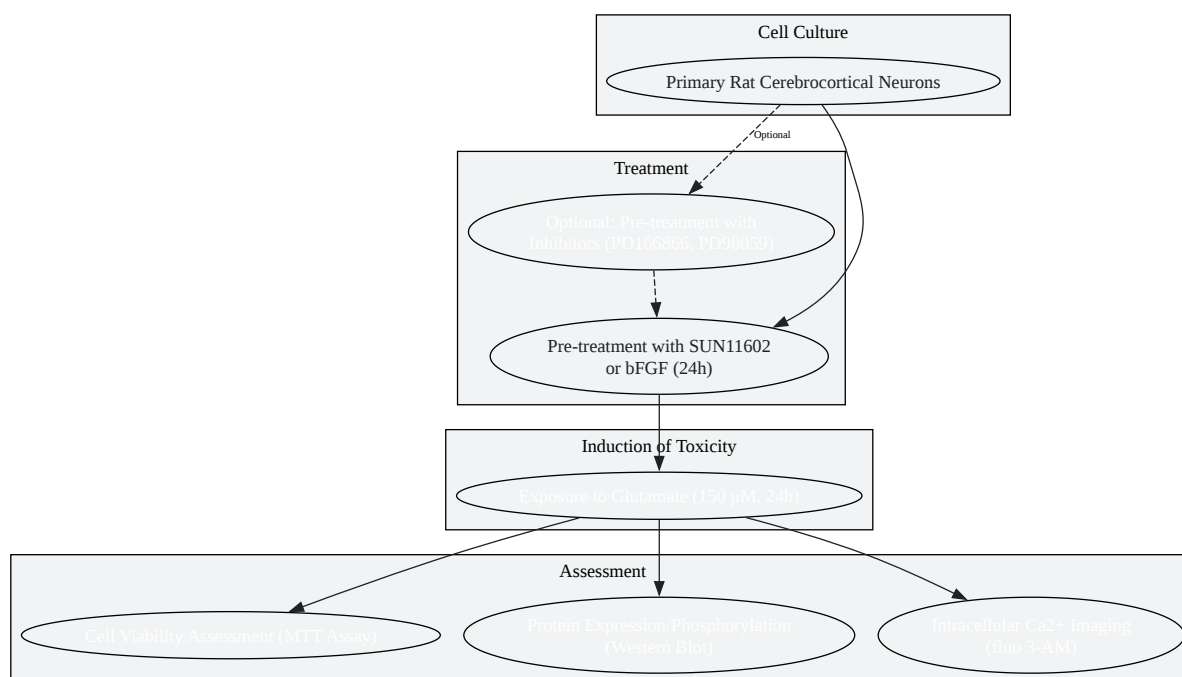 Cell Culture
Primary Rat Cerebrocortical Neurons
Optional
Treatment
Optional: Pre-treatment with
Inhibitors (PD166866, PD98059)
Pre-treatment with SUN11602
or bFGF (24h)
Induction of Toxicity
Exposure to Glutamate (150 µM, 24h)
Assessment
Cell Viability Assessment (MTT Assay)
Protein Expression/Phosphorylation
(Western Blot)
Intracellular Ca2+ Imaging
(fluo 3-AM)